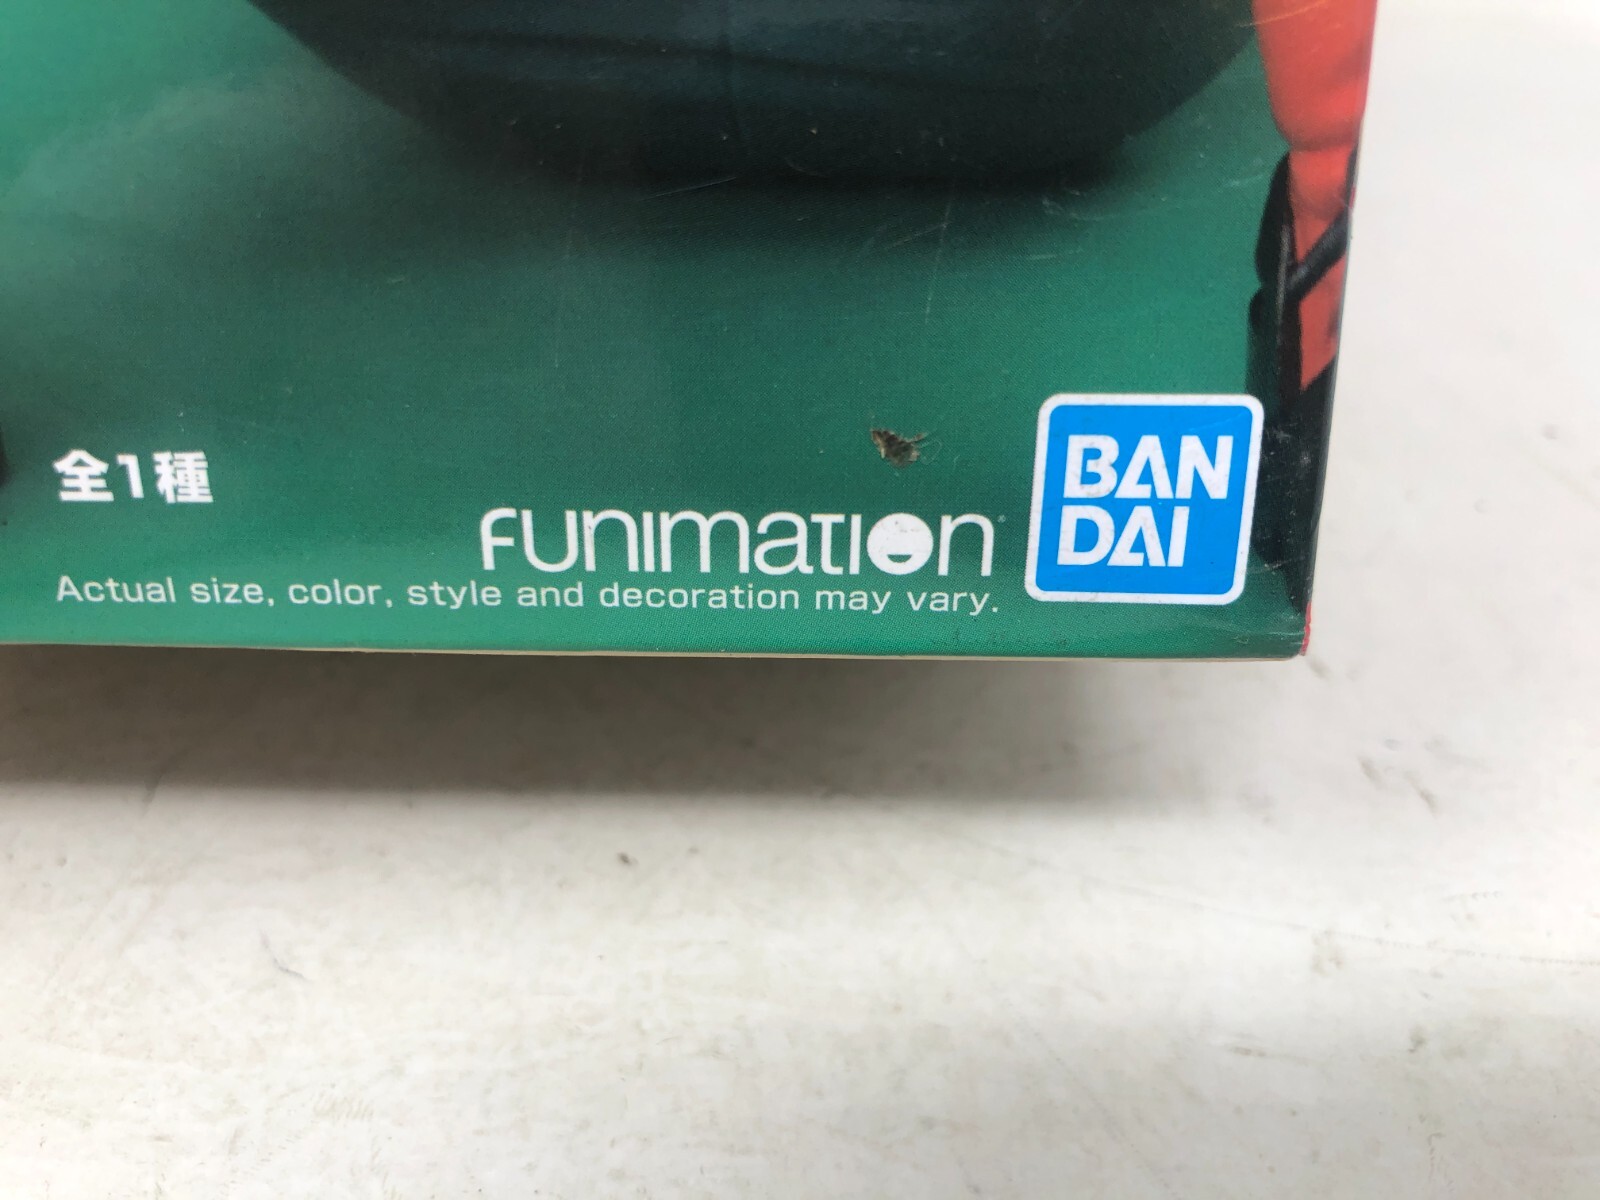 全1種
FUNIMATION
BAN
DAI
Actual size, color, style and decoration may vary.